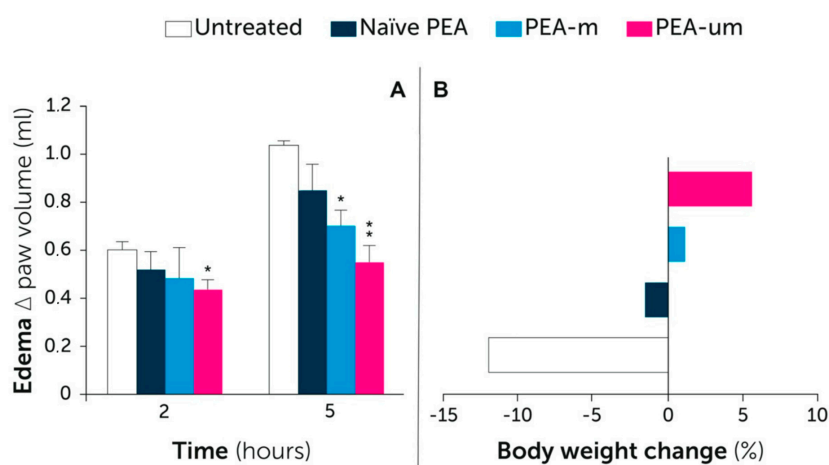 Untreated Naïve PEA PEA-m PEA-um
A B
1.2
1.0
0.8
0.6
0.4
0.2
0
Edema Δ paw volume (ml)
*
*
*
*
2 5
Time (hours)
-15 -10 -5 0 5 10
Body weight change (%)